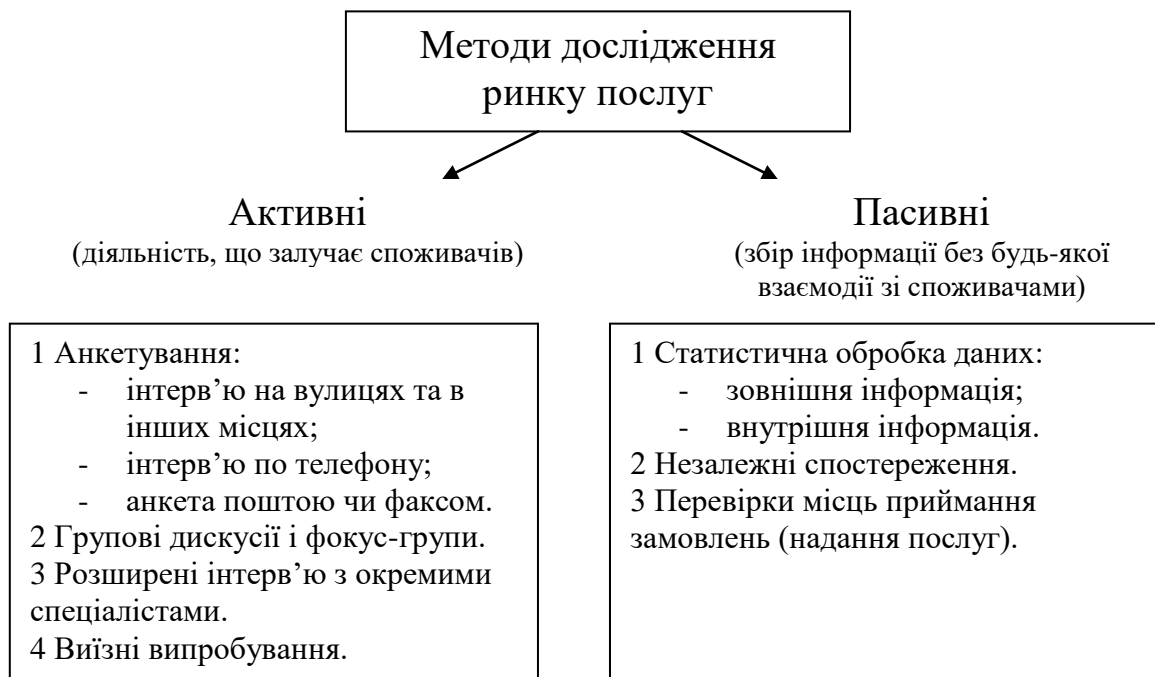 Методи дослідження
ринку послуг
Активні
(діяльність, що залучає споживачів)
Пасивні
(збір інформації без будь-якої
взаємодії зі споживачами)
1 Анкетування:
- інтерв’ю на вулицях та в
інших місцях;
- інтерв’ю по телефону;
- анкета поштою чи факсом.
2 Групові дискусії і фокус-групи.
3 Розширені інтерв’ю з окремими
спеціалістами.
4 Виїзні випробування.
1 Статистична обробка даних:
- зовнішня інформація;
- внутрішня інформація.
2 Незалежні спостереження.
3 Перевірки місць приймання
замовлень (надання послуг).